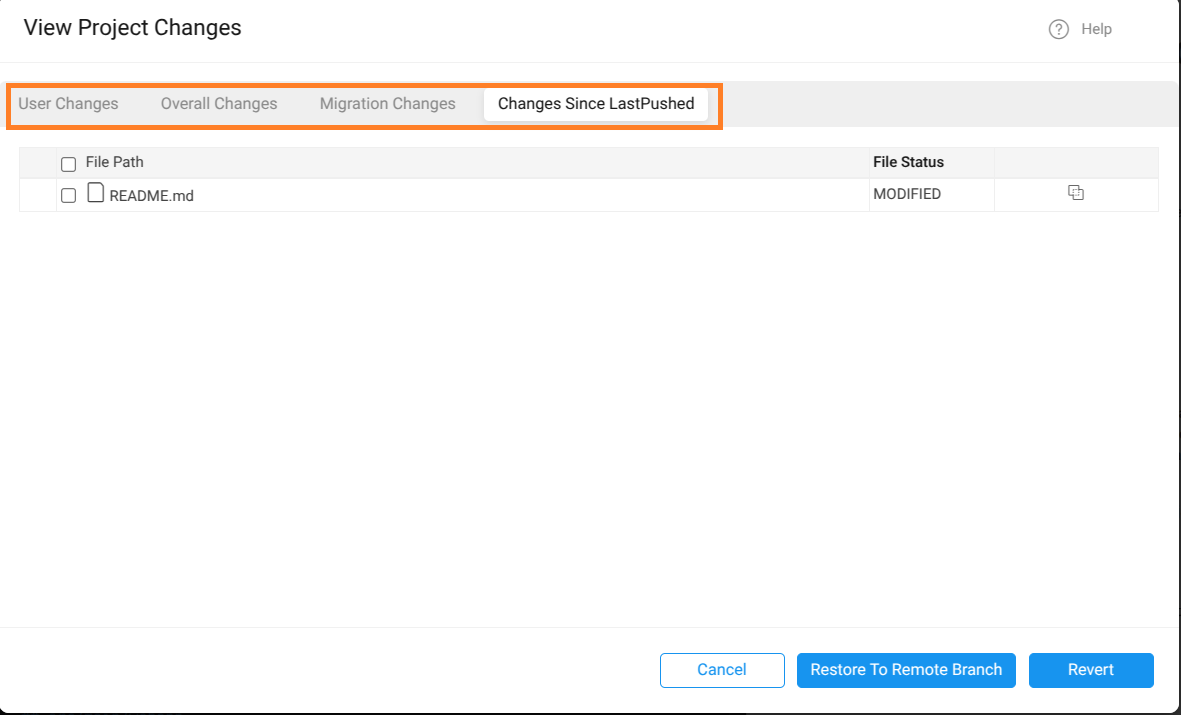 View Project Changes
Help
User Changes Overall Changes Migration Changes Changes Since LastPushed
File Path File Status
README.md MODIFIED
Cancel Restore To Remote Branch Revert